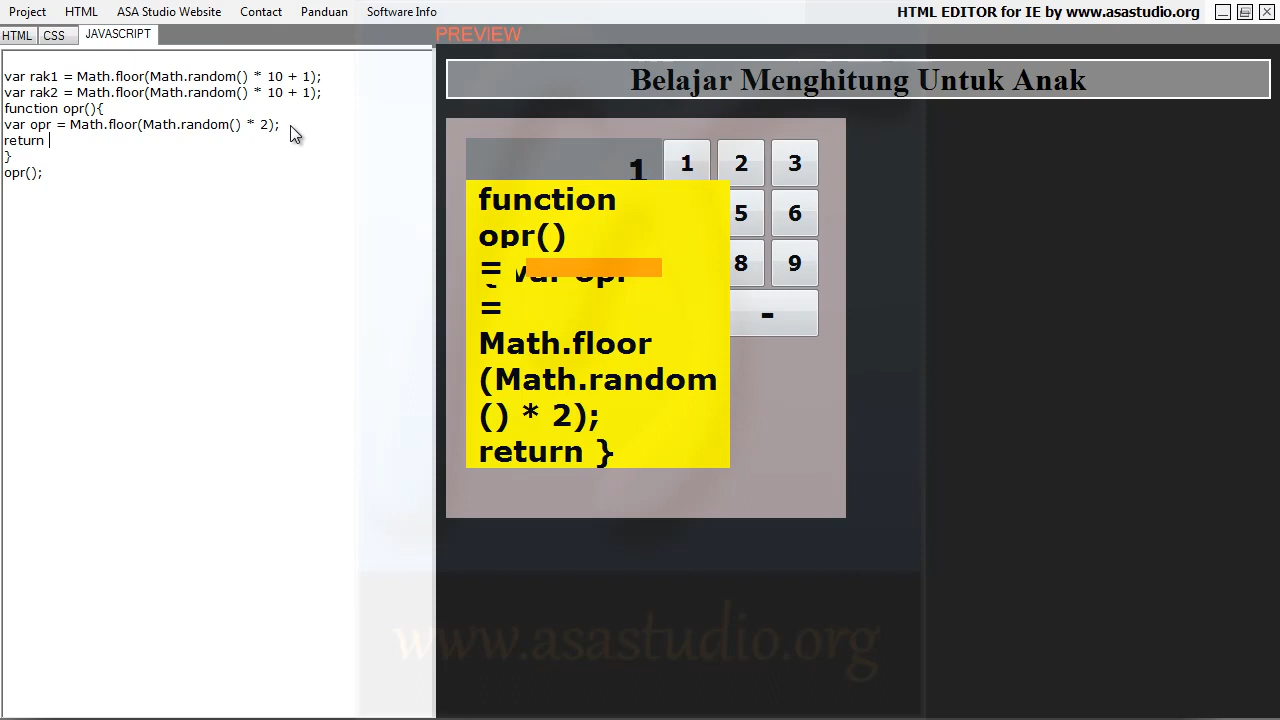 Project HTML ASA Studio Website Contact Panduan Software Info HTML EDITOR for IE by www.asastudio.org
HTML CSS JAVASCRIPT PREVIEW
var rak1 = Math.floor(Math.random() * 10 + 1);
var rak2 = Math.floor(Math.random() * 10 + 1);
function opr(){
var opr = Math.floor(Math.random() * 2);
return
}
opr();
Belajar Menghitung Untuk Anak
1 1 2 3
5 6
8 9
-
function
opr()
= var opr
=
Math.floor
(Math.random
() * 2);
return }
www.asastudio.org